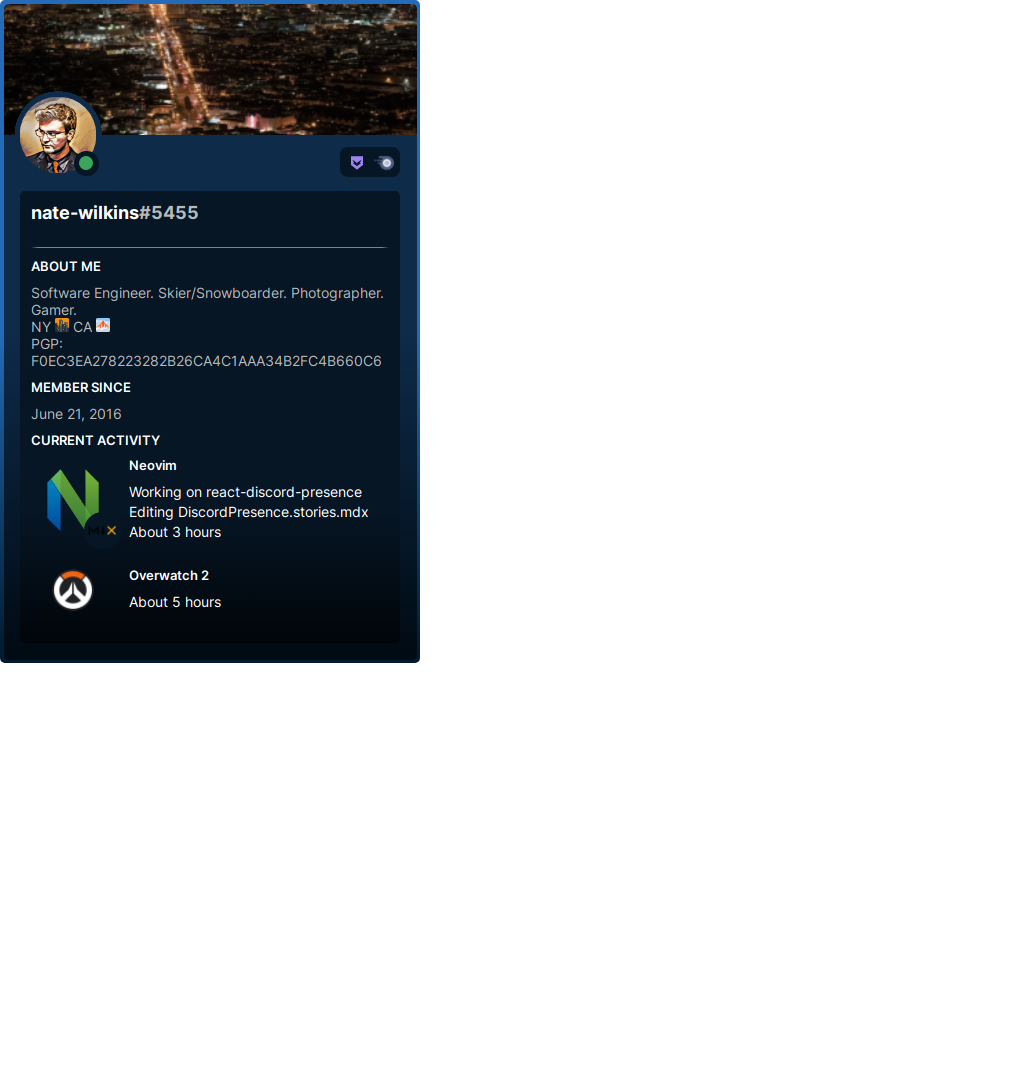 nate-wilkins#5455
ABOUT ME
Software Engineer. Skier/Snowboarder. Photographer.
Gamer.
NY 🌆 CA 🌉
PGP:
F0EC3EA278223282B26CA4C1AAA34B2FC4B660C6
MEMBER SINCE
June 21, 2016
CURRENT ACTIVITY
Neovim
Working on react-discord-presence
Editing DiscordPresence.stories.mdx
About 3 hours
Overwatch 2
About 5 hours